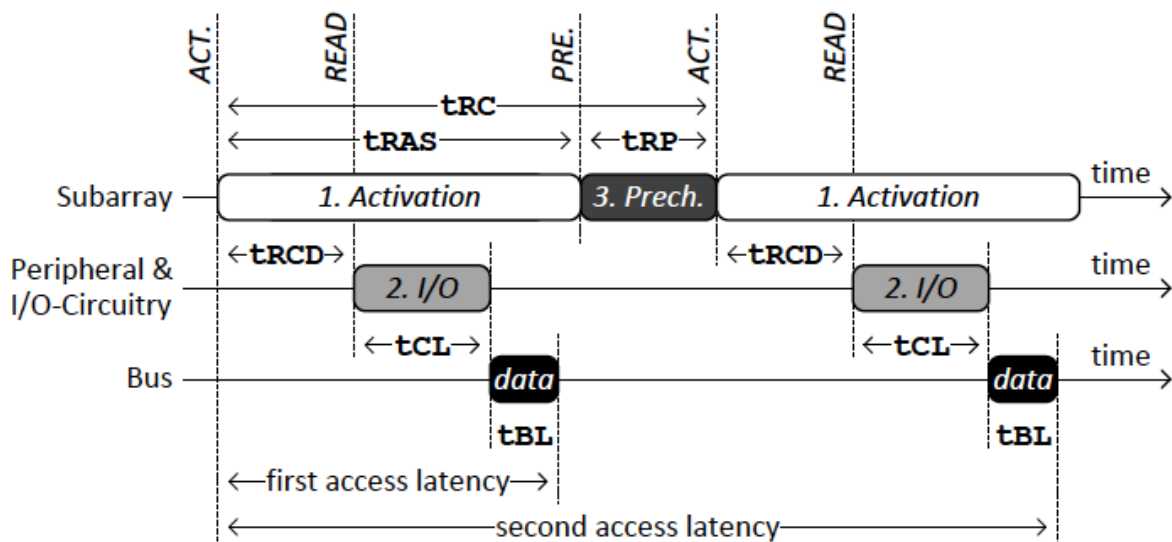 ACT. READ PRE. ACT. READ
tRC
tRAS tRP
Subarray 1. Activation 3. Prech. 1. Activation time
tRCD tRCD
Peripheral & I/O-Circuitry 2. I/O 2. I/O time
tCL tCL
Bus data data time
tBL tBL
first access latency
second access latency